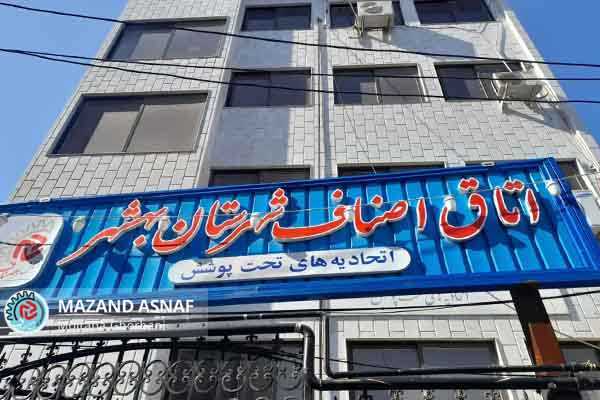 اتاق اصناف شهرستان بهشهر
اتحادیه های تحت پوشش
MAZAND ASNAF